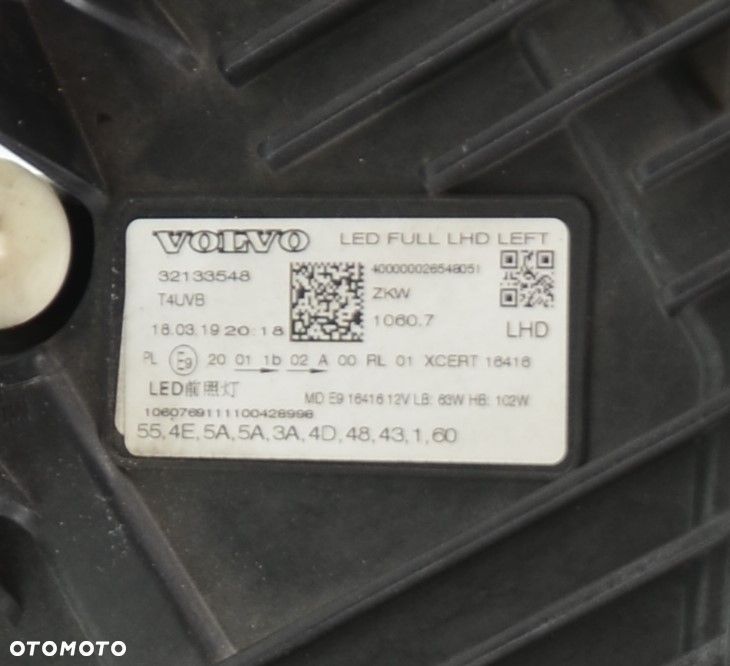 VOLVO LED FULL LHD LEFT
32133548 400000026548051
T4UVB ZKW
18.03.19 20:18 1060.7 LHD
PL E9 20 01 1b 02 A 00 RL 01 XCERT 16416
LED前照灯 MD E9 16416 12V LB: 63W HB: 102W
1060769111100428998
55,4E,5A,5A,3A,4D,48,43,1,60
OTOMOTO